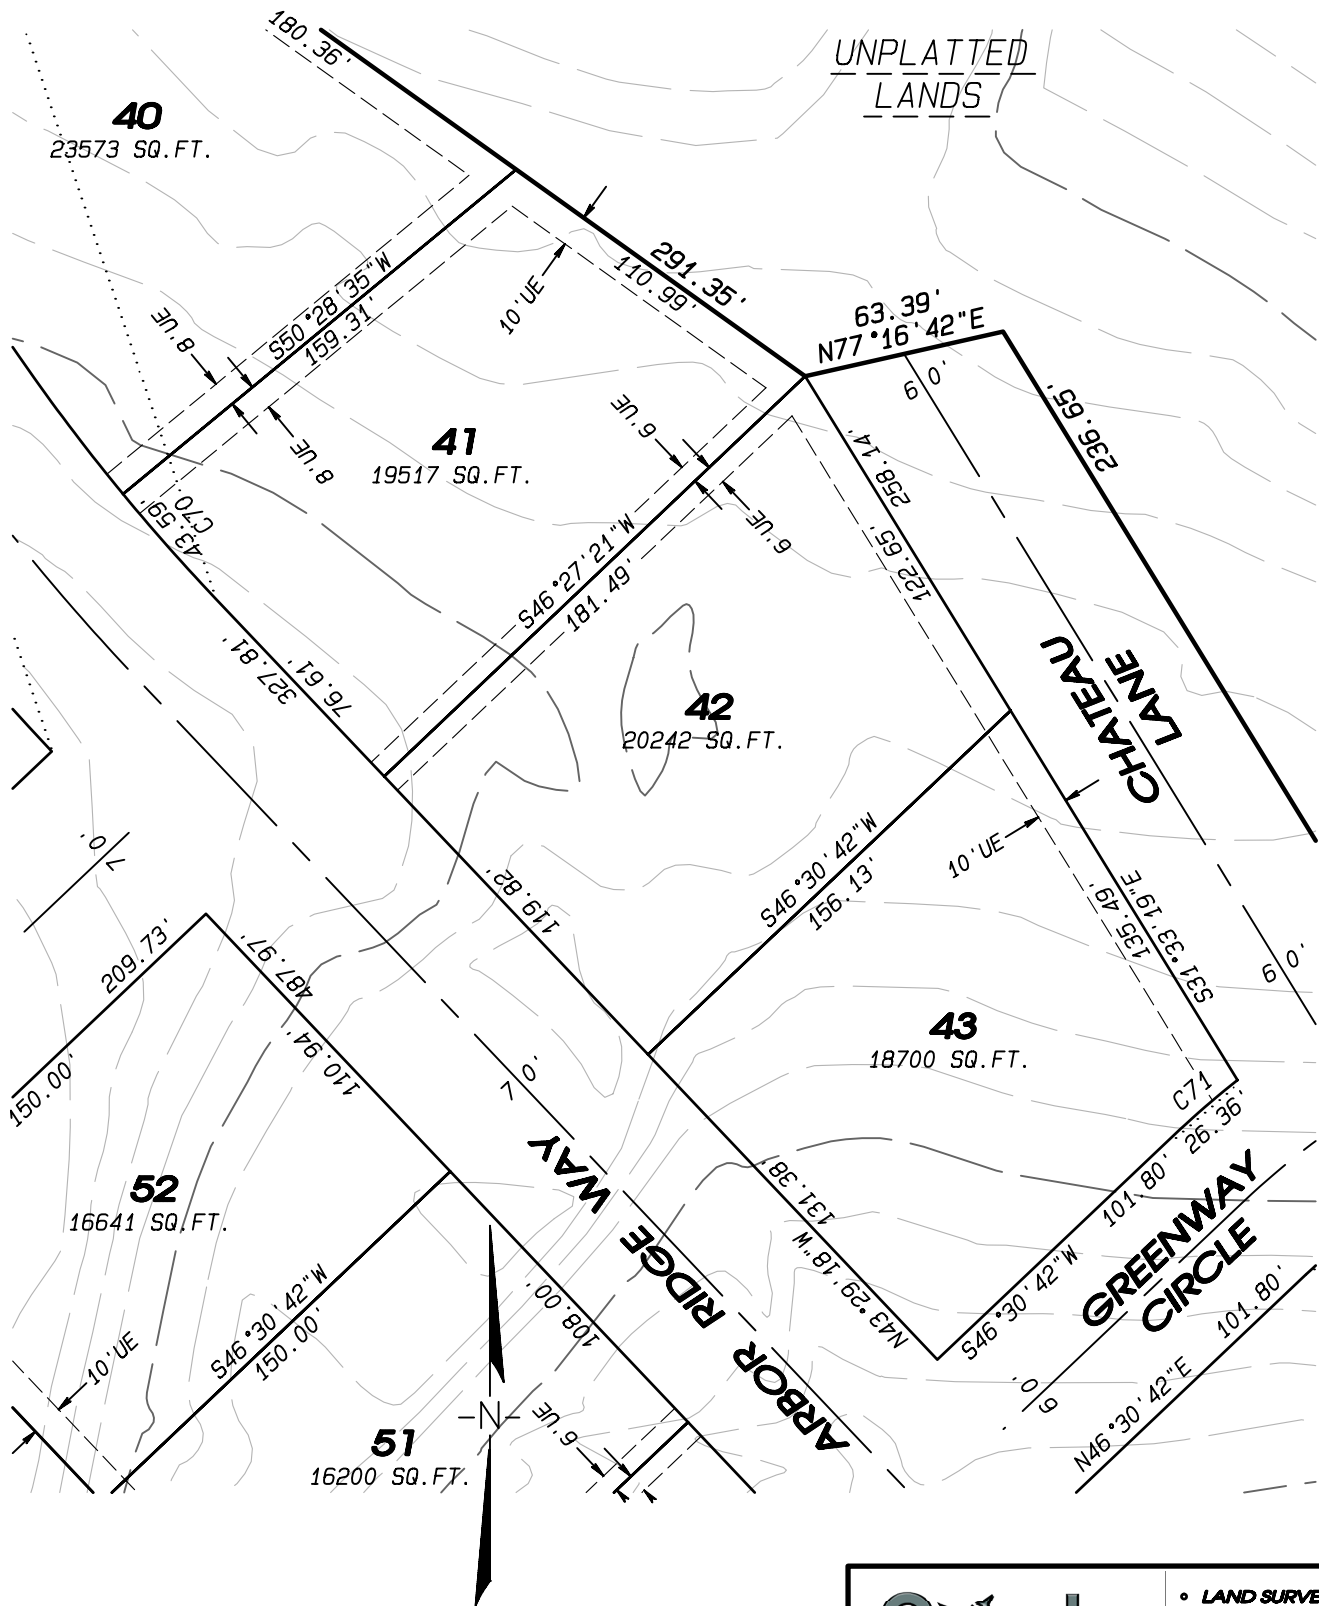 180.36'
UNPLATTED
LANDS
40
23573 SQ.FT.
291.35'
110.99'
10'UE
S50°28'35"W
159.31'
8'UE
8'UE
63.39'
N77°16'42"E
60'
236.65'
41
19517 SQ.FT.
6'UE
6'UE
258.14'
122.65'
C70
43.59'
S46°27'21"W
181.49'
327.81'
76.61'
42
20242 SQ.FT.
CHATEAU
LANE
70'
119.82'
S46°30'42"W
156.13'
10'UE
135.49'
S31°33'19"E
60'
209.73'
150.00'
487.97'
110.94'
43
18700 SQ.FT.
70'
C71
26.36'
52
16641 SQ.FT.
ARBOR RIDGE WAY
131.38'
N43°29'18"W
101.80'
S46°30'42"W
GREENWAY
CIRCLE
S46°30'42"W
150.00'
108.00'
10'UE
60'
101.80'
N46°30'42"E
-N-
6'UE
51
16200 SQ.FT.
• LAND SURVE